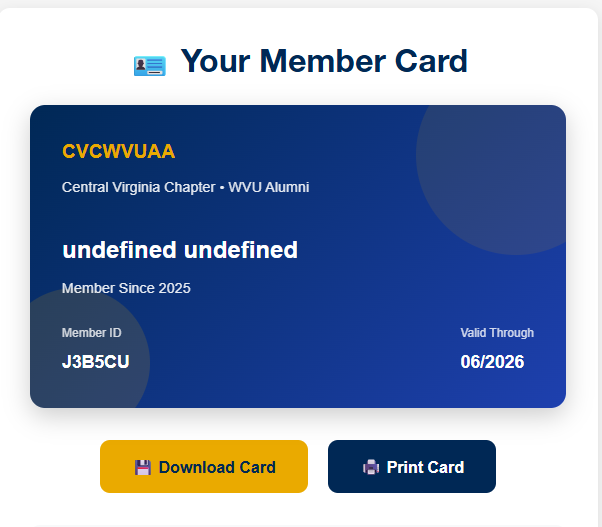 Your Member Card
CVCWVUAA
Central Virginia Chapter • WVU Alumni
undefined undefined
Member Since 2025
Member ID
Valid Through
J3B5CU
06/2026
Download Card
Print Card